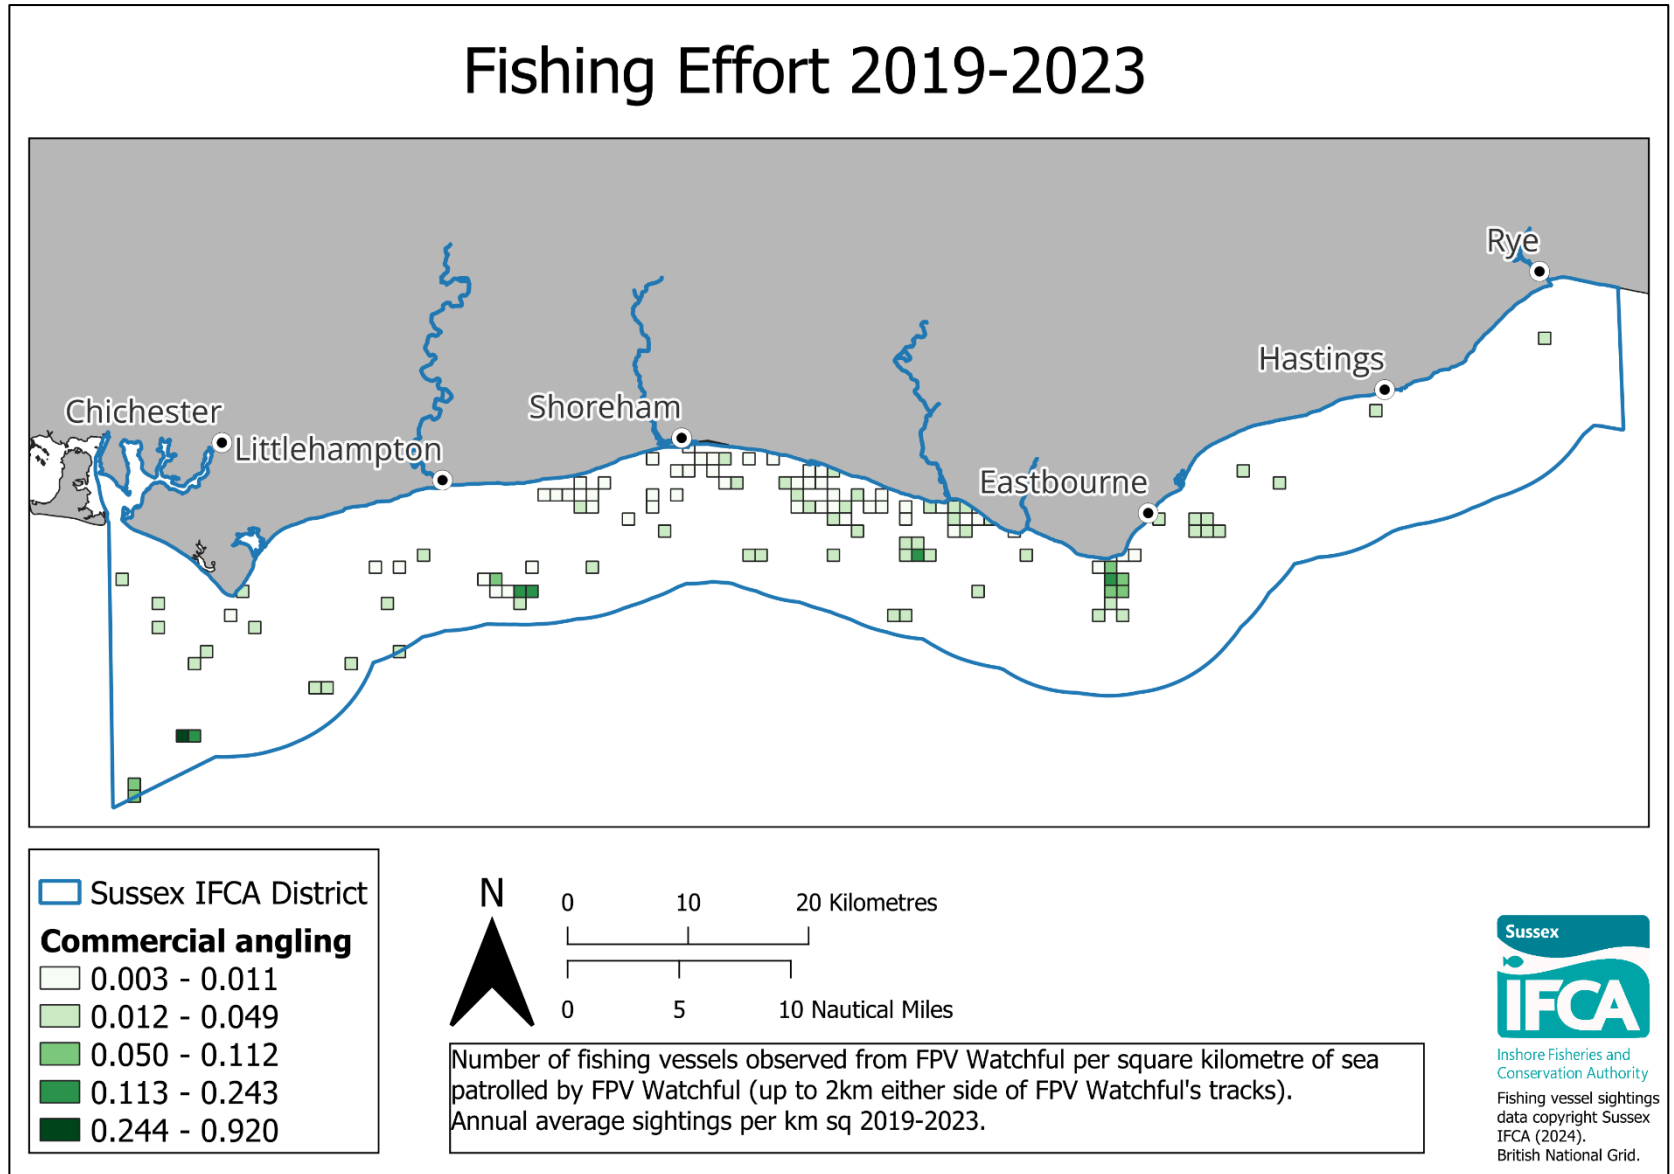 Fishing Effort 2019-2023
Rye
Hastings
Chichester
Shoreham
Littlehampton
Eastbourne
Sussex IFCA District
Commercial angling
0.003 - 0.011
0.012 - 0.049
0.050 - 0.112
0.113 - 0.243
0.244 - 0.920
N
0 10 20 Kilometres
0 5 10 Nautical Miles
Number of fishing vessels observed from FPV Watchful per square kilometre of sea
patrolled by FPV Watchful (up to 2km either side of FPV Watchful's tracks).
Annual average sightings per km sq 2019-2023.
Sussex
IFCA
Inshore Fisheries and
Conservation Authority
Fishing vessel sightings
data copyright Sussex
IFCA (2024).
British National Grid.